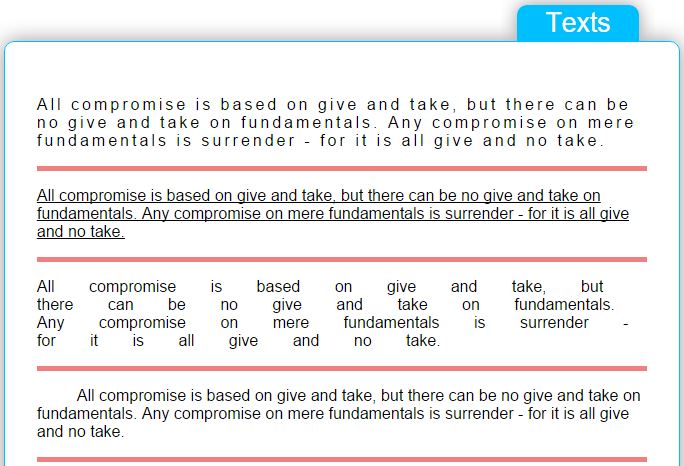 Texts
All compromise is based on give and take, but there can be
no give and take on fundamentals. Any compromise on mere
fundamentals is surrender - for it is all give and no take.
All compromise is based on give and take, but there can be no give and take on
fundamentals. Any compromise on mere fundamentals is surrender - for it is all give
and no take.
All compromise is based on give and take, but
there can be no give and take on fundamentals.
Any compromise on mere fundamentals is surrender -
for it is all give and no take.
All compromise is based on give and take, but there can be no give and take on
fundamentals. Any compromise on mere fundamentals is surrender - for it is all give
and no take.